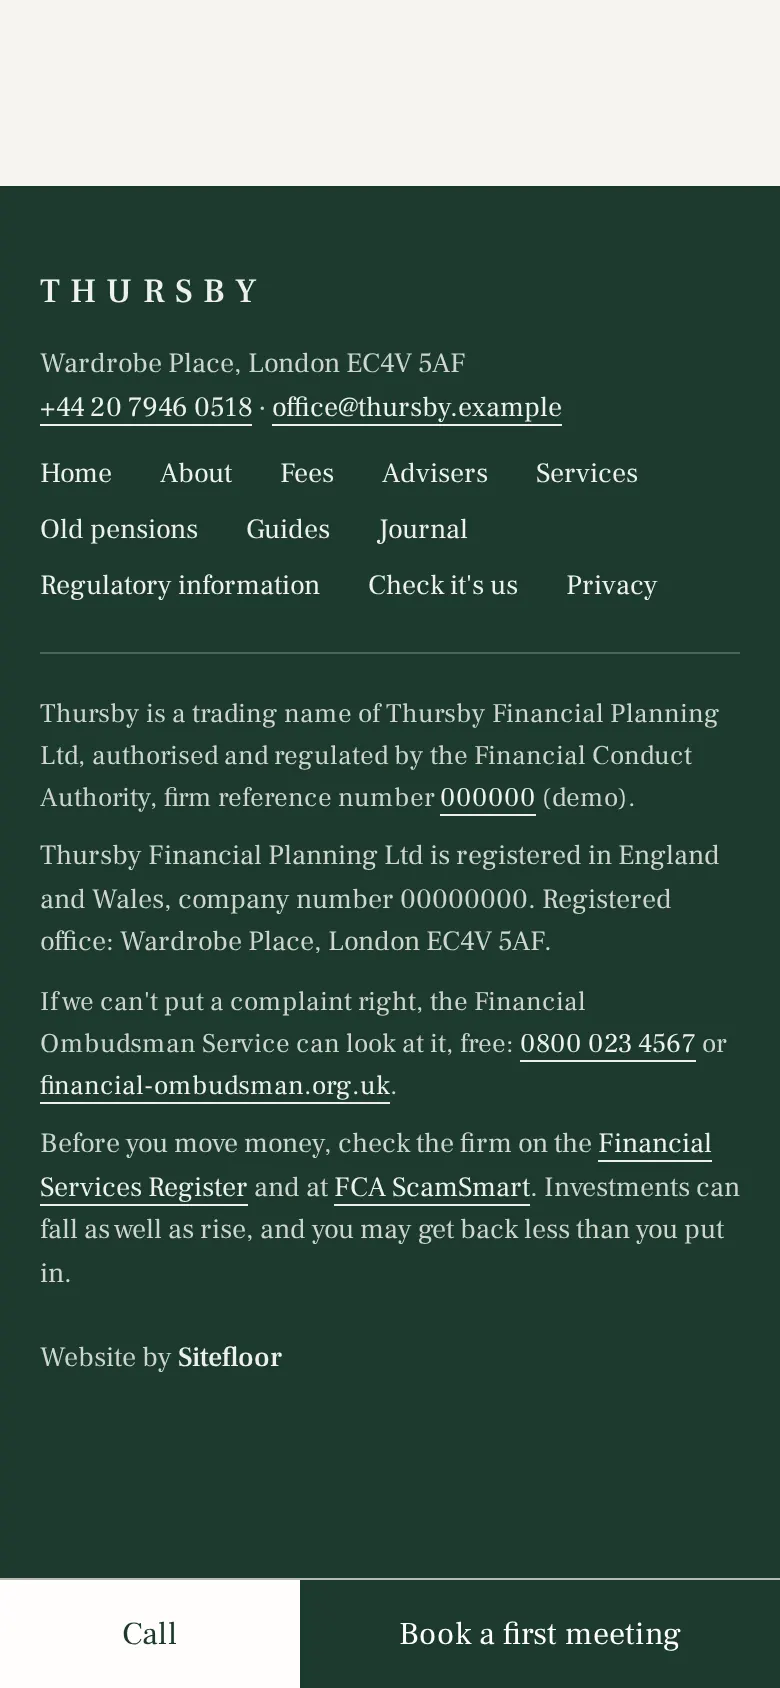 THURSBY
Wardrobe Place, London EC4V 5AF
+44 20 7946 0518 · office@thursby.example
Home About Fees Advisers Services
Old pensions Guides Journal
Regulatory information Check it's us Privacy
Thursby is a trading name of Thursby Financial Planning
Ltd, authorised and regulated by the Financial Conduct
Authority, firm reference number 000000 (demo).
Thursby Financial Planning Ltd is registered in England
and Wales, company number 00000000. Registered
office: Wardrobe Place, London EC4V 5AF.
If we can't put a complaint right, the Financial
Ombudsman Service can look at it, free: 0800 023 4567 or
financial-ombudsman.org.uk.
Before you move money, check the firm on the Financial
Services Register and at FCA ScamSmart. Investments can
fall as well as rise, and you may get back less than you put
in.
Website by Sitefloor
Call Book a first meeting